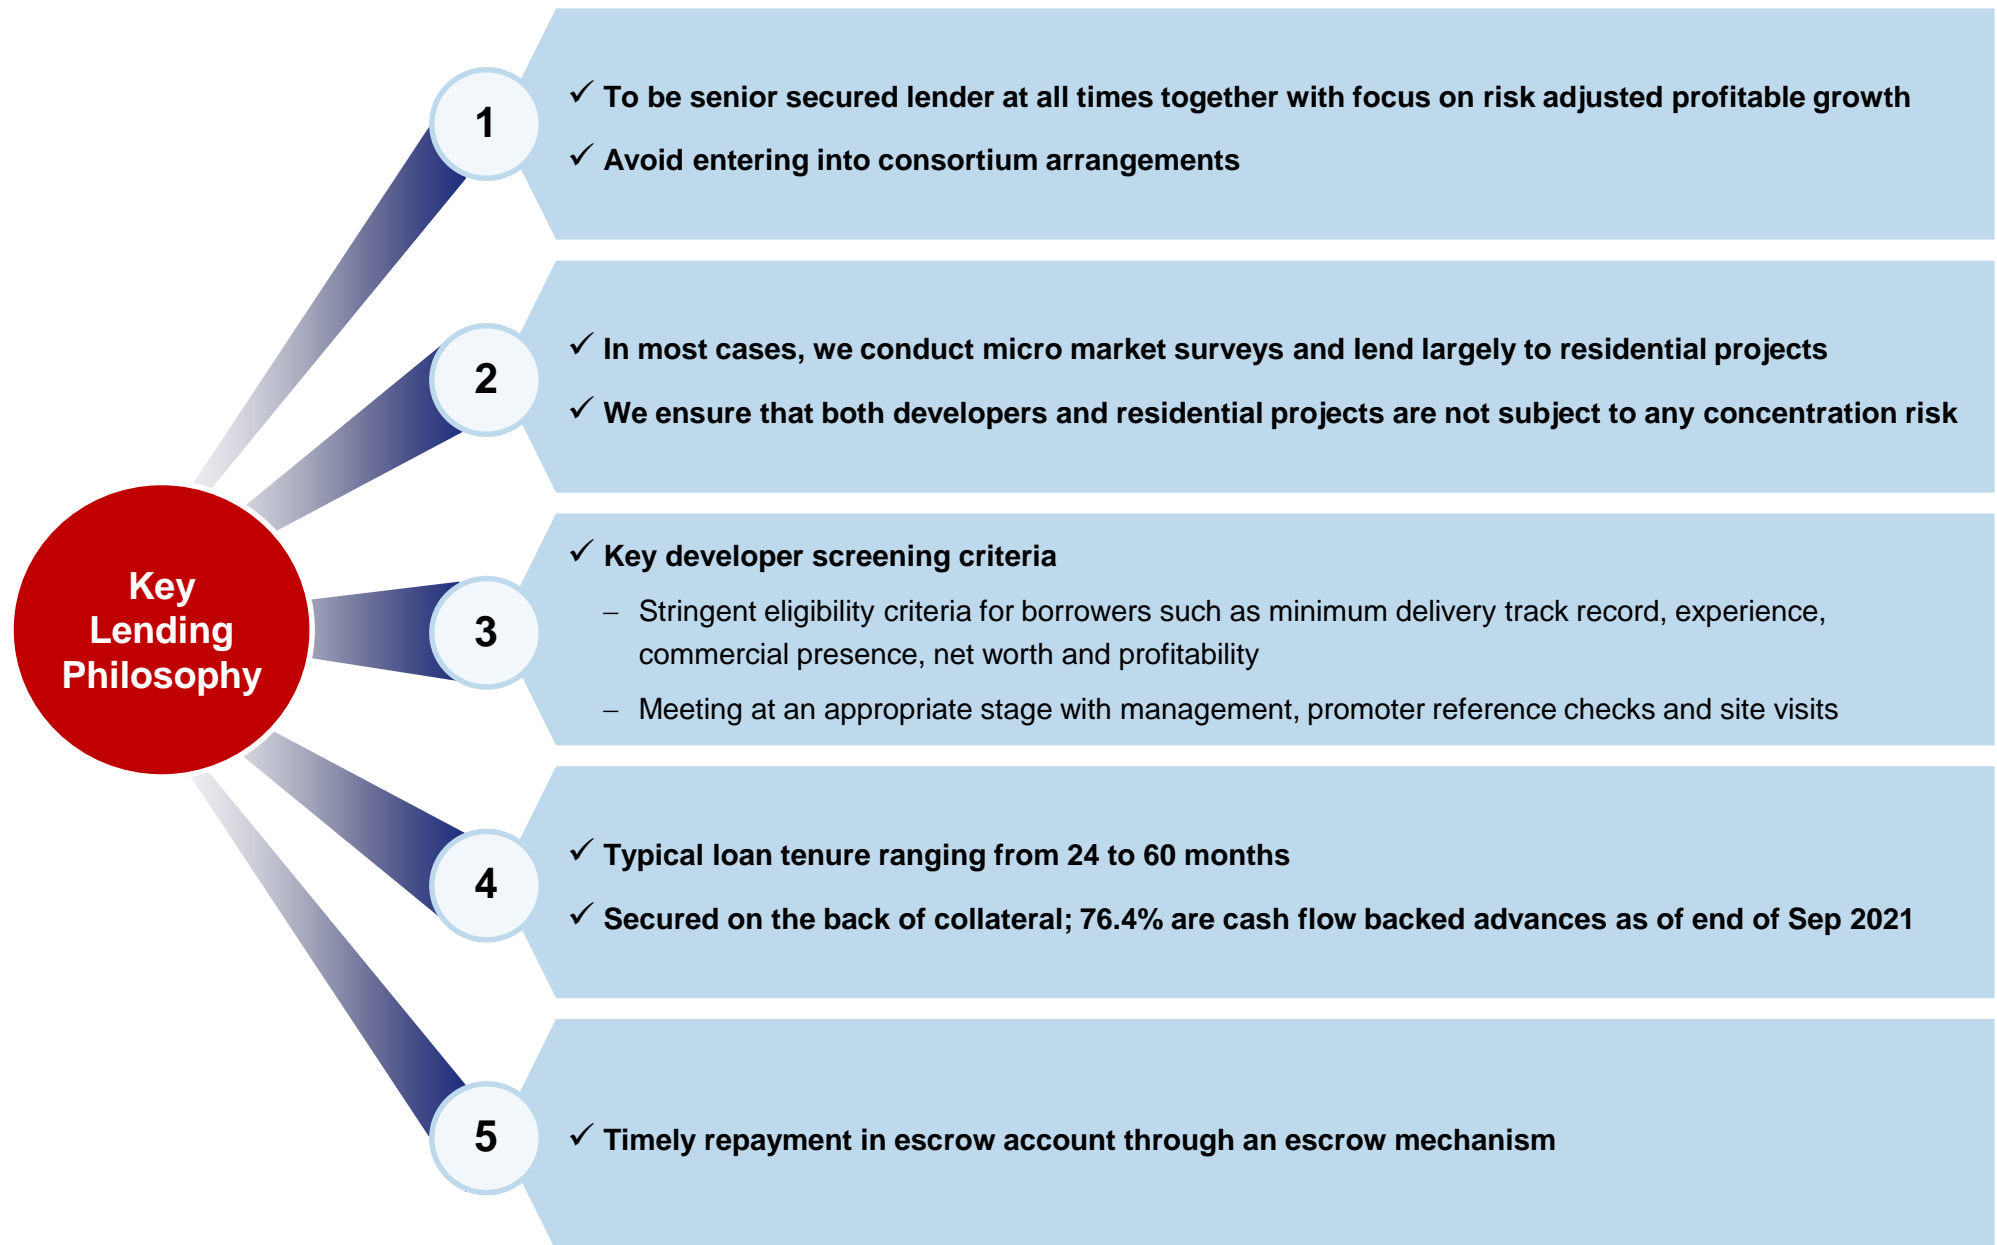 Key
Lending
Philosophy
1
✓ To be senior secured lender at all times together with focus on risk adjusted profitable growth
✓ Avoid entering into consortium arrangements
2
✓ In most cases, we conduct micro market surveys and lend largely to residential projects
✓ We ensure that both developers and residential projects are not subject to any concentration risk
3
✓ Key developer screening criteria
– Stringent eligibility criteria for borrowers such as minimum delivery track record, experience,
commercial presence, net worth and profitability
– Meeting at an appropriate stage with management, promoter reference checks and site visits
4
✓ Typical loan tenure ranging from 24 to 60 months
✓ Secured on the back of collateral; 76.4% are cash flow backed advances as of end of Sep 2021
5
✓ Timely repayment in escrow account through an escrow mechanism